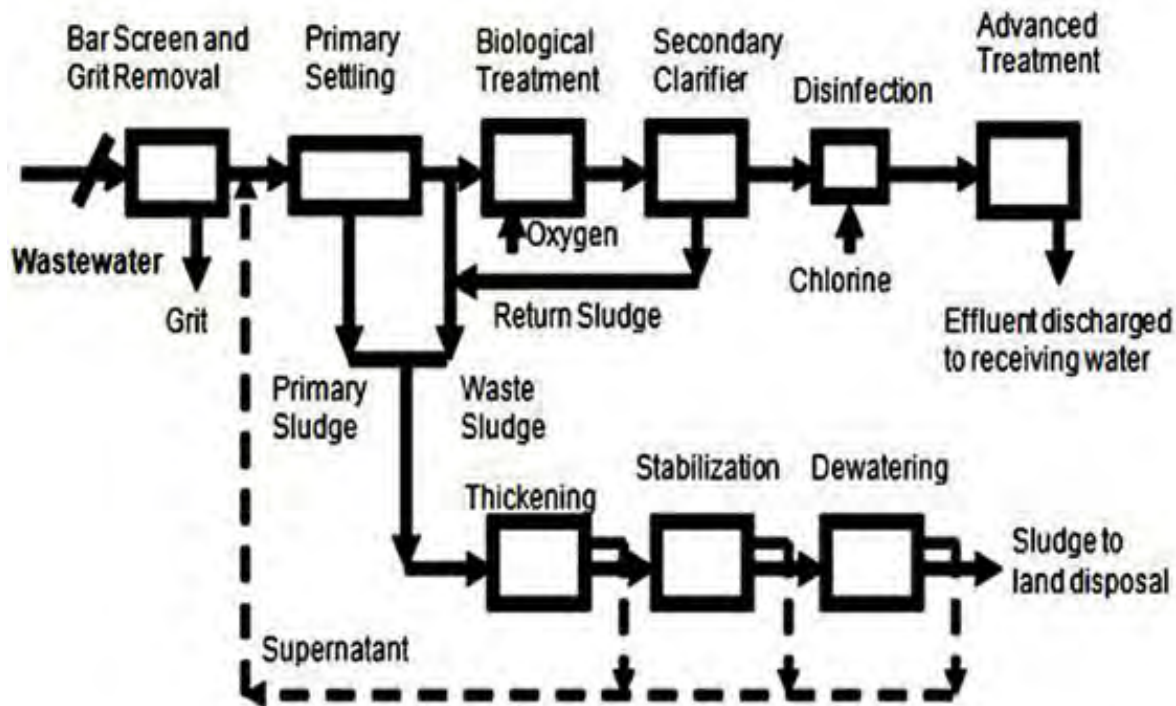 Bar Screen and
Grit Removal
Primary
Settling
Biological
Treatment
Secondary
Clarifier
Disinfection
Advanced
Treatment
Wastewater
Grit
Oxygen
Return Sludge
Chlorine
Effluent discharged
to receiving water
Primary
Sludge
Waste
Sludge
Thickening
Stabilization
Dewatering
Sludge to
land disposal
Supernatant